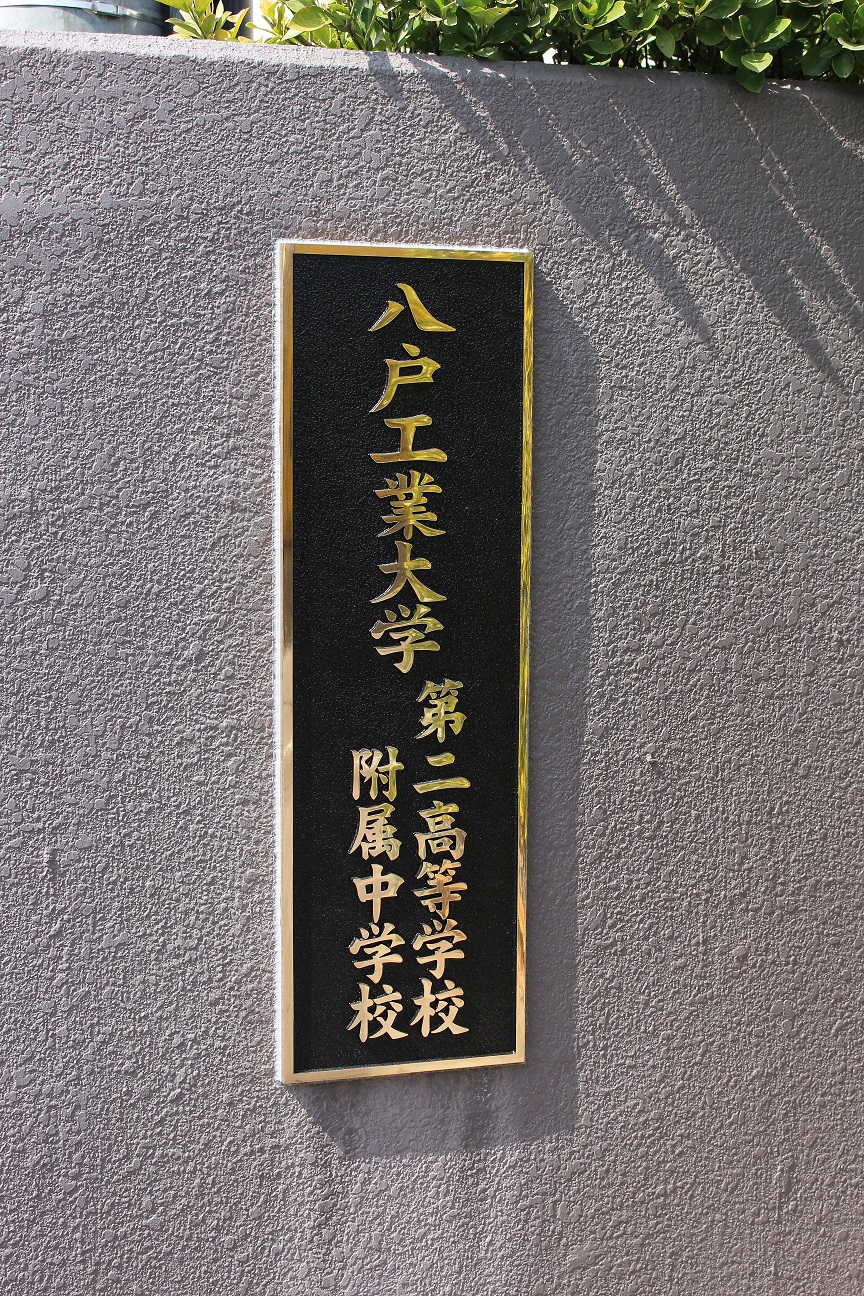 八戸工業大学
第二高等学校
附属中学校